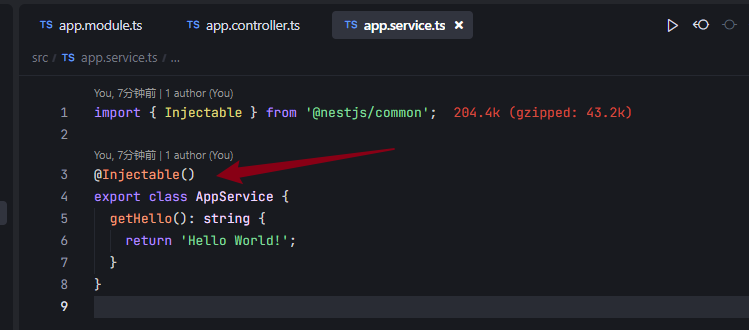 TS app.module.ts TS app.controller.ts TS app.service.ts
src / TS app.service.ts / ...
You, 7分钟前 | 1 author (You)
1 import { Injectable } from '@nestjs/common'; 204.4k (gzipped: 43.2k)
2
You, 7分钟前 | 1 author (You)
3 @Injectable()
4 export class AppService {
5 getHello(): string {
6 return 'Hello World!';
7 }
8 }
9